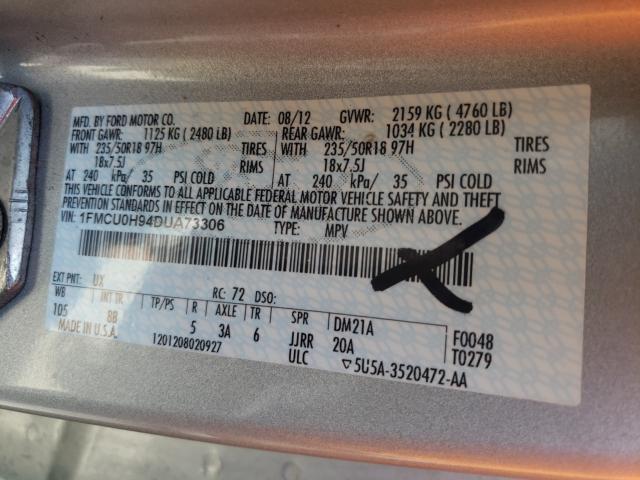 MFD. BY FORD MOTOR CO. DATE: 08/12 GVWR: 2159 KG ( 4760 LB)
FRONT GAWR: 1125 KG ( 2480 LB) REAR GAWR: 1034 KG ( 2280 LB)
WITH 235/50R18 97H TIRES WITH 235/50R18 97H TIRES
18x7.5J RIMS 18x7.5J RIMS
AT 240 kPa/ 35 PSI COLD AT 240 kPa/ 35 PSI COLD
THIS VEHICLE CONFORMS TO ALL APPLICABLE FEDERAL MOTOR VEHICLE SAFETY AND THEFT
PREVENTION STANDARDS IN EFFECT ON THE DATE OF MANUFACTURE SHOWN ABOVE.
VIN: 1FMCU0H94DUA73306 TYPE: MPV
EXT PNT: UX RC: 72 DSO:
WB INT TR TP/PS R AXLE TR SPR DM21A F0048
105 88 5 3A 6 JJRR 20A T0279
MADE IN U.S.A. 1201208020927 ULC 5U5A-3520472-AA